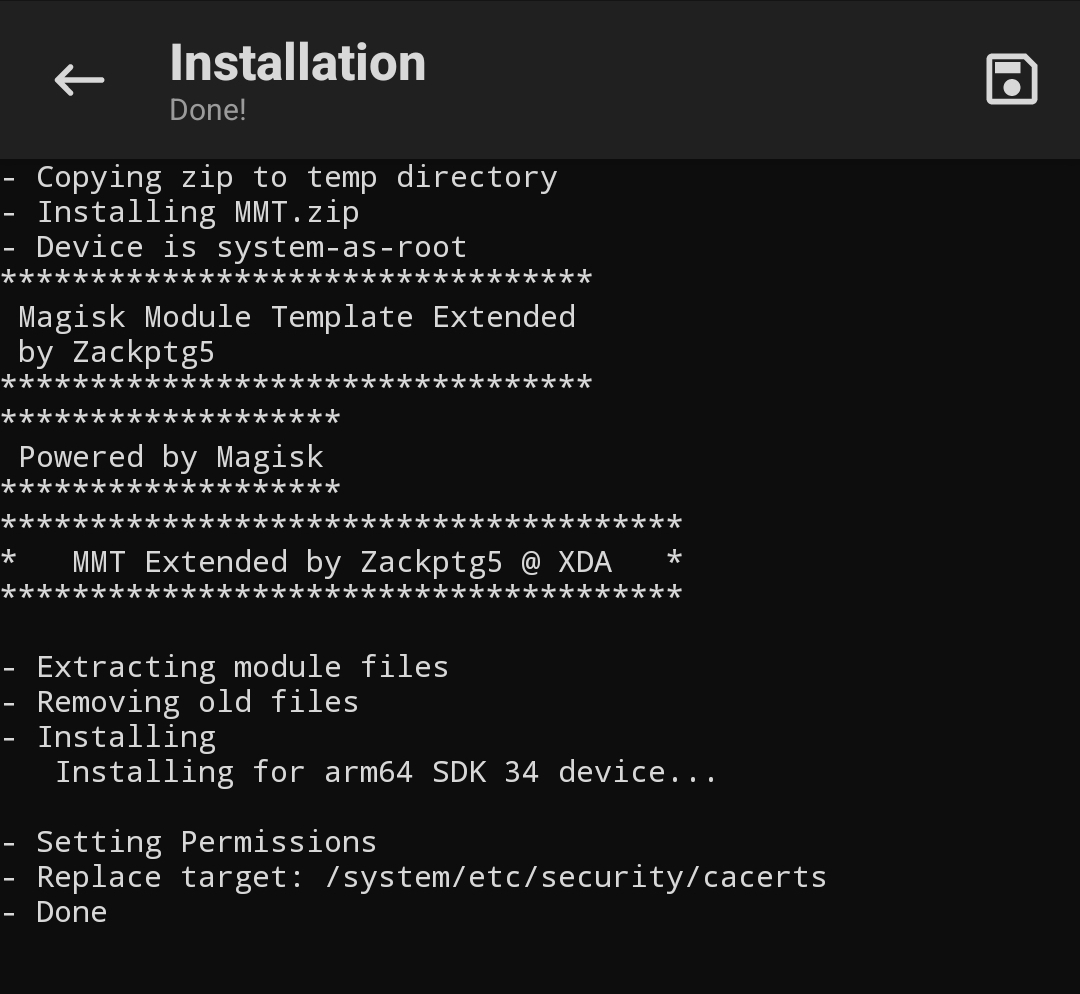 Installation
Done!
- Copying zip to temp directory
- Installing MMT.zip
- Device is system-as-root
*********************************
 Magisk Module Template Extended
 by Zackptg5
*********************************
*******************
 Powered by Magisk
*******************
**************************************
*   MMT Extended by Zackptg5 @ XDA   *
**************************************
- Extracting module files
- Removing old files
- Installing
   Installing for arm64 SDK 34 device...
- Setting Permissions
- Replace target: /system/etc/security/cacerts
- Done